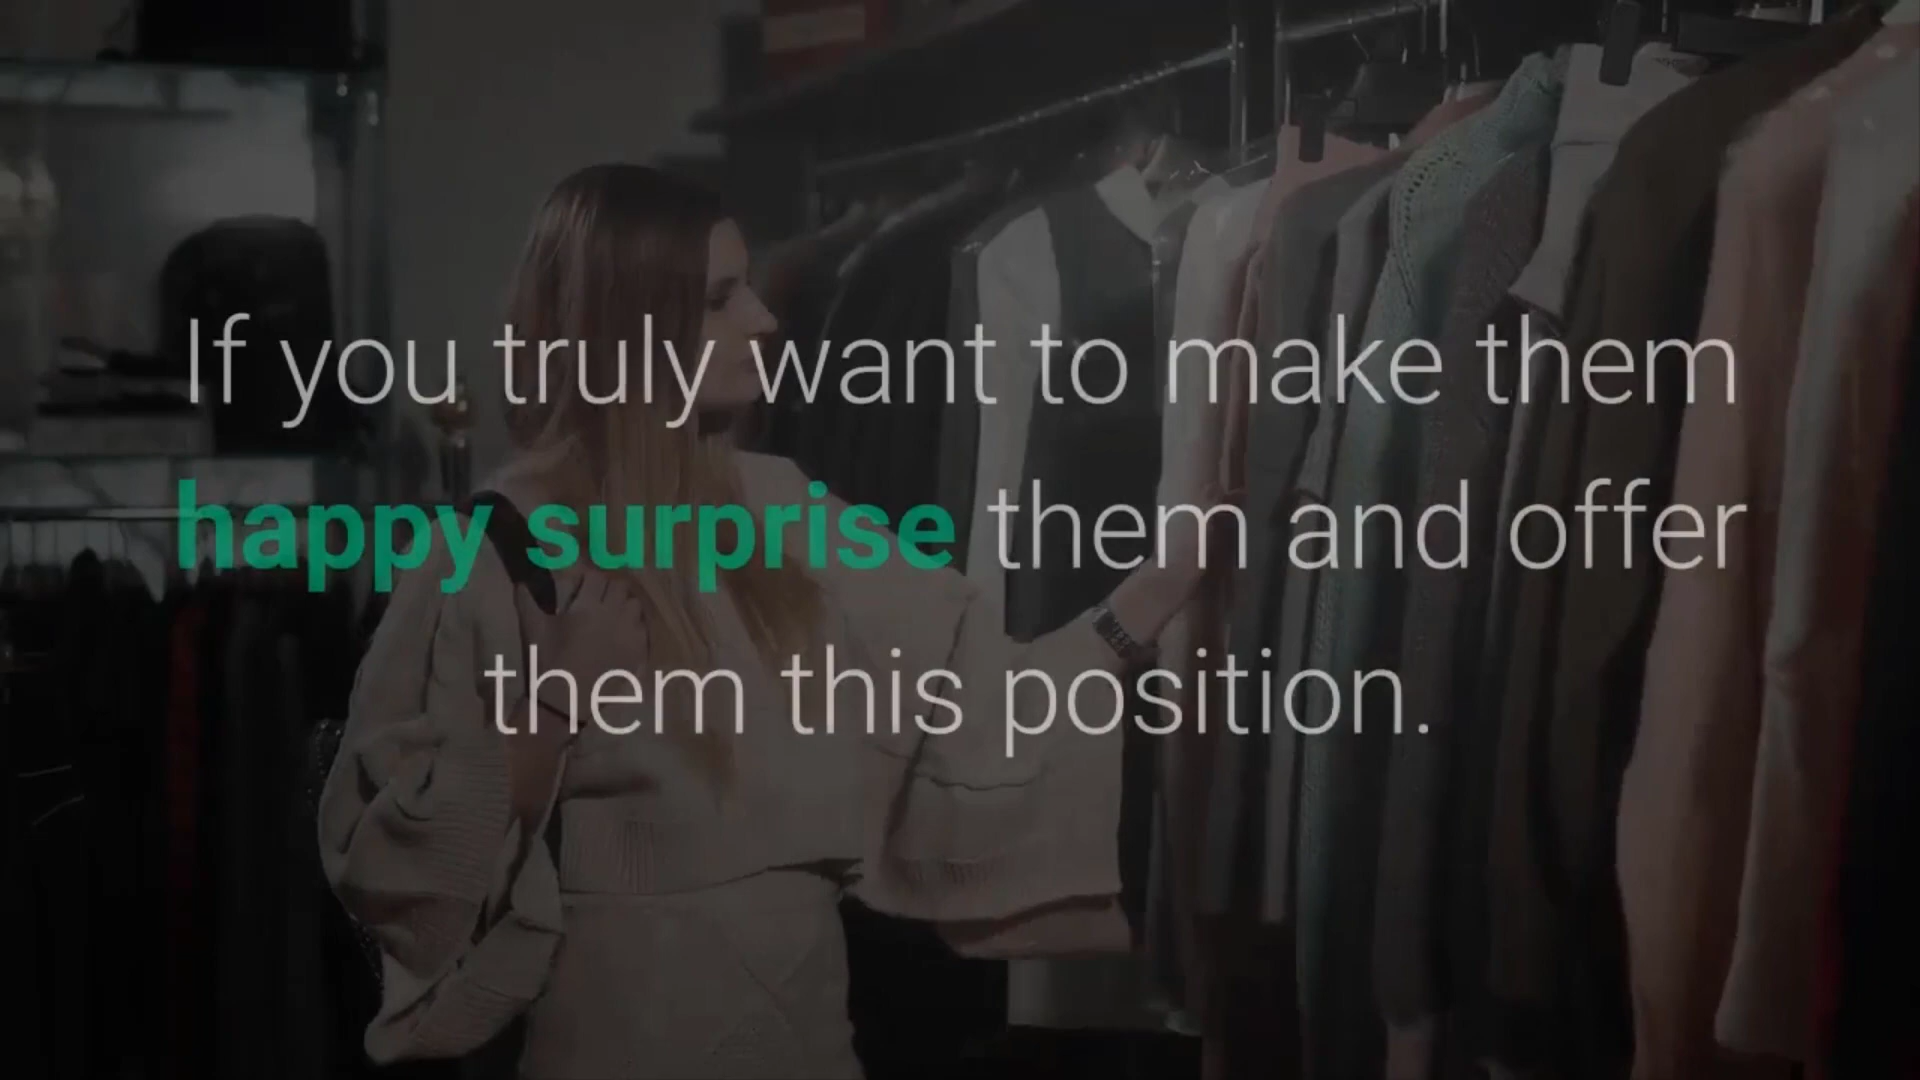 If you truly want to make them
happy surprise them and offer
them this position.